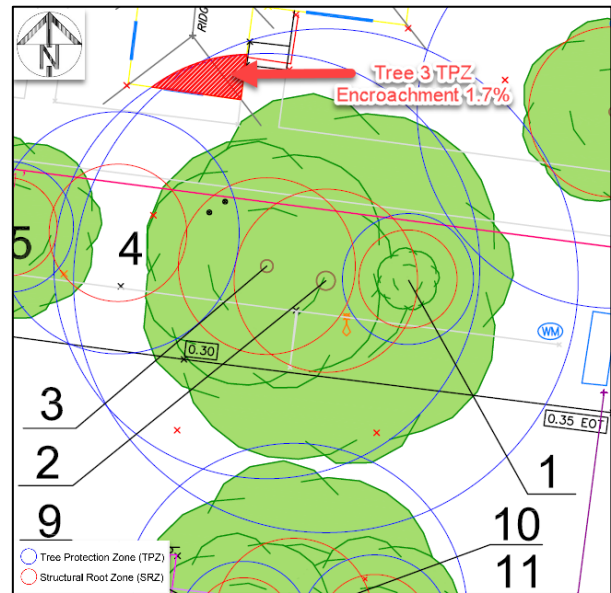 N
RIDG
Tree 3 TPZ
Encroachment 1.7%
5
4
WM
0.30
0.35 EOT
3
2
9
1
10
11
Tree Protection Zone (TPZ)
Structural Root Zone (SRZ)